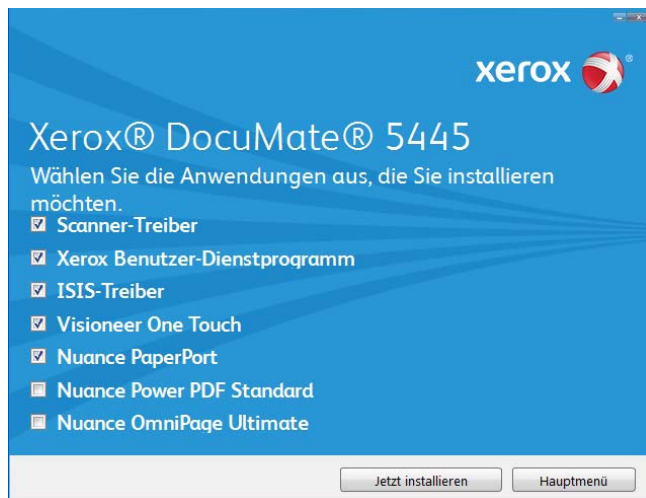 xerox
Xerox® DocuMate® 5445
Wählen Sie die Anwendungen aus, die Sie installieren
möchten.
Scanner-Treiber
Xerox Benutzer-Dienstprogramm
ISIS-Treiber
Visioneer One Touch
Nuance PaperPort
Nuance Power PDF Standard
Nuance OmniPage Ultimate
Jetzt installieren Hauptmenü